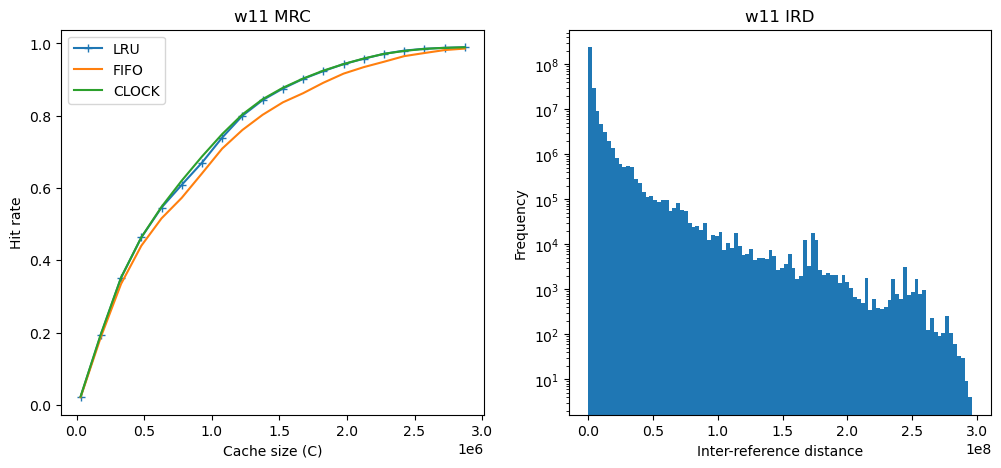 w11 MRC
LRU
FIFO
CLOCK
Hit rate
1.0
0.8
0.6
0.4
0.2
0.0
0.0 0.5 1.0 1.5 2.0 2.5 3.0
1e6
Cache size (C)
w11 IRD
Frequency
10^8
10^7
10^6
10^5
10^4
10^3
10^2
10^1
0.0 0.5 1.0 1.5 2.0 2.5 3.0
1e8
Inter-reference distance